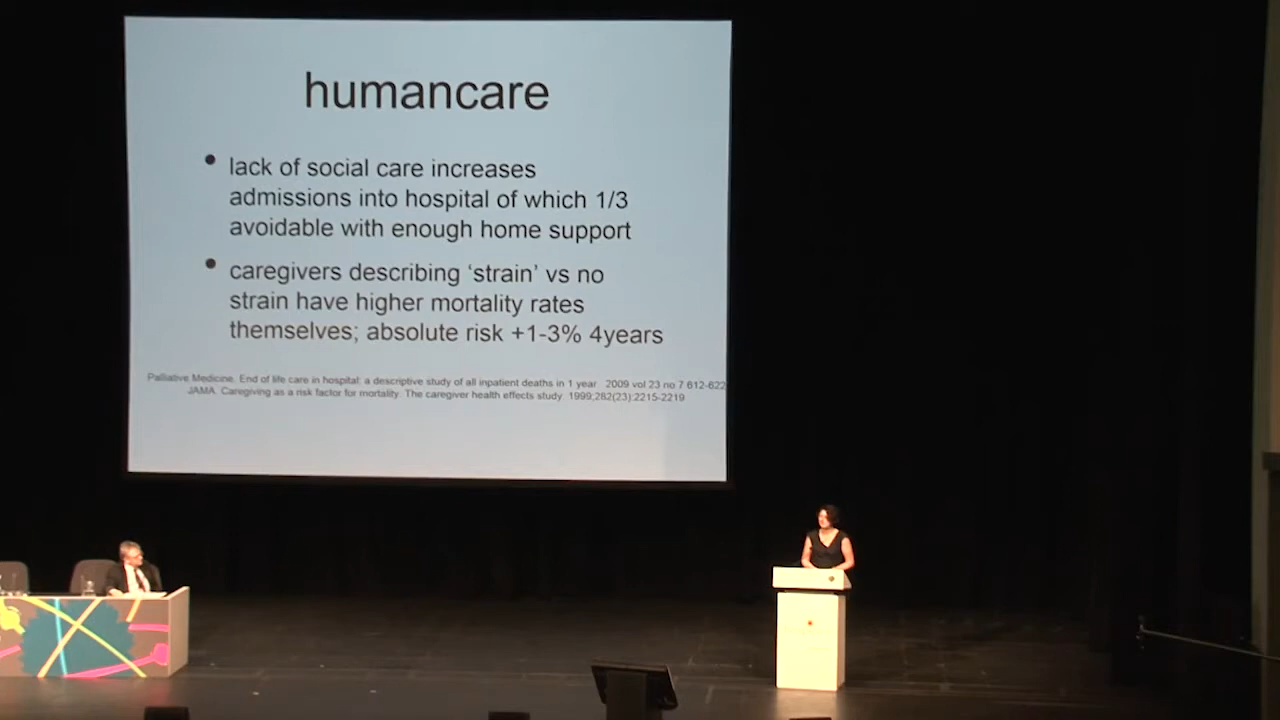 humancare
• lack of social care increases
admissions into hospital of which 1/3
avoidable with enough home support
• caregivers describing ‘strain’ vs no
strain have higher mortality rates
themselves; absolute risk +1-3% 4years
Palliative Medicine. End of life care in hospital: a descriptive study of all inpatient deaths in 1 year. 2009 vol 23 no 7 612-622
JAMA. Caregiving as a risk factor for mortality. The caregiver health effects study. 1999;282(23):2215-2219